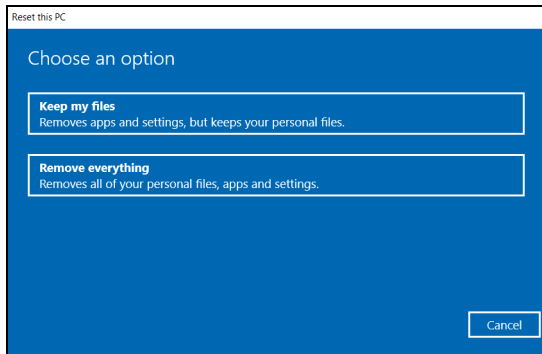 Reset this PC
Choose an option
Keep my files
Removes apps and settings, but keeps your personal files.
Remove everything
Removes all of your personal files, apps and settings.
Cancel